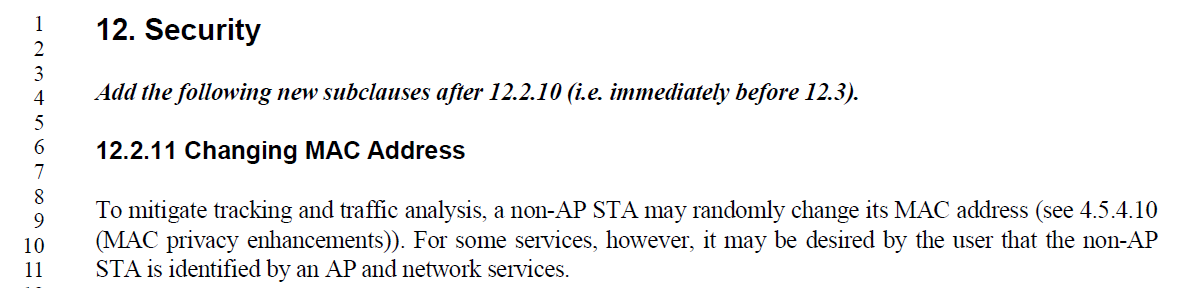 1 12. Security
2
3
4 Add the following new subclauses after 12.2.10 (i.e. immediately before 12.3).
5
6 12.2.11 Changing MAC Address
7
8
9 To mitigate tracking and traffic analysis, a non-AP STA may randomly change its MAC address (see 4.5.4.10
10 (MAC privacy enhancements)). For some services, however, it may be desired by the user that the non-AP
11 STA is identified by an AP and network services.